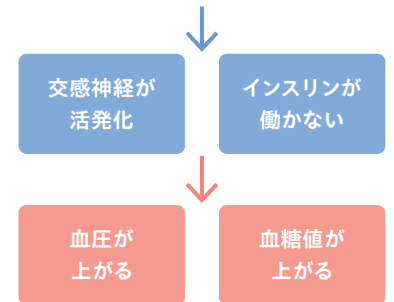 交感神経が
活発化
インスリンが
働かない
血圧が
上がる
血糖値が
上がる